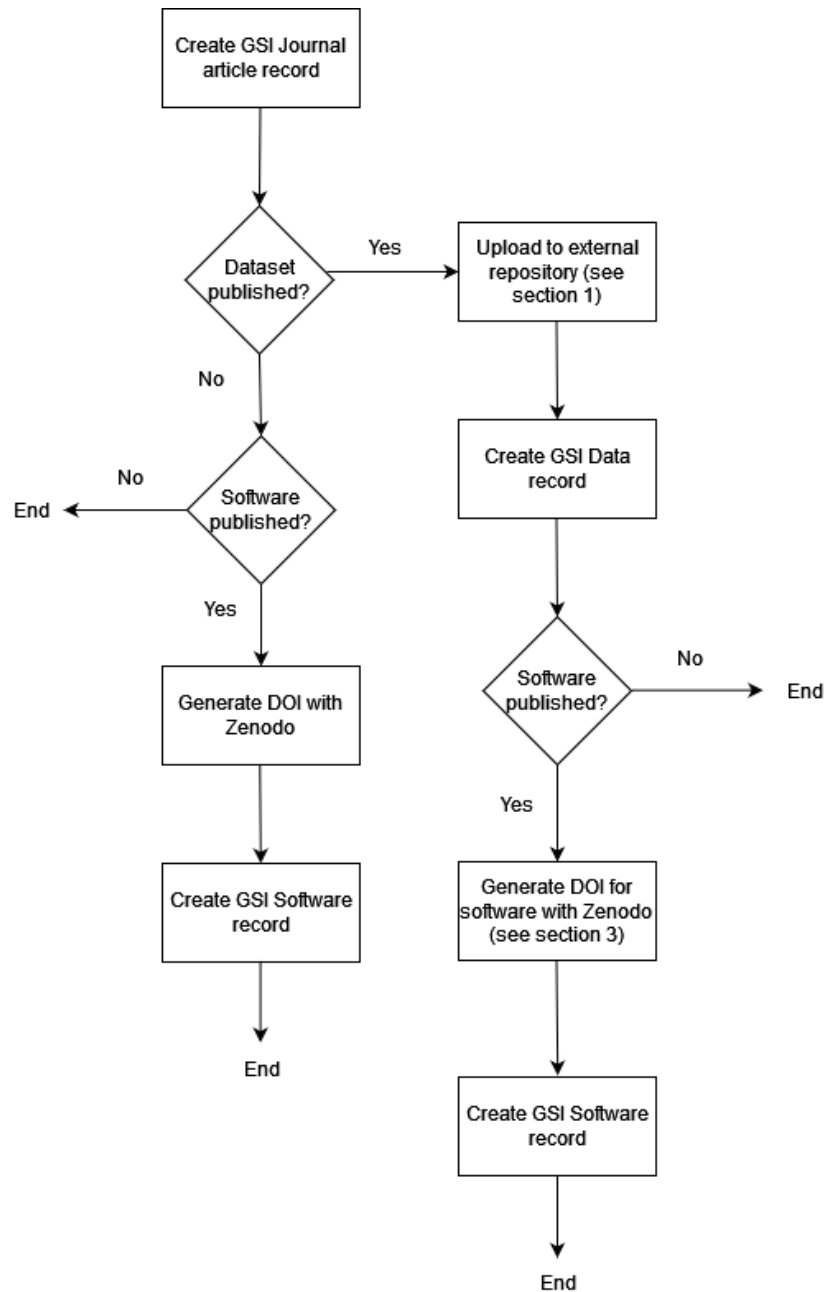 Create GSI Journal
article record
Dataset
published?
Yes
Upload to external
repository (see
section 1)
No
Create GSI Data
record
Software
published?
No
End
Yes
Generate DOI with
Zenodo
Create GSI Software
record
End
Software
published?
No
End
Yes
Generate DOI for
software with Zenodo
(see section 3)
Create GSI Software
record
End